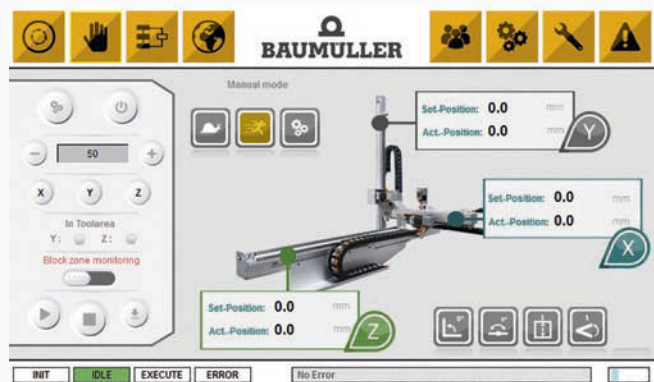 BAUMULLER
Manual mode
50
X Y Z
In Toolarea
Y: Z:
Block zone monitoring
Set-Position: 0.0 mm
Act.-Position: 0.0 mm
Y
Set-Position: 0.0 mm
Act.-Position: 0.0 mm
X
Set-Position: 0.0 mm
Act.-Position: 0.0 mm
Z
INIT IDLE EXECUTE ERROR No Error